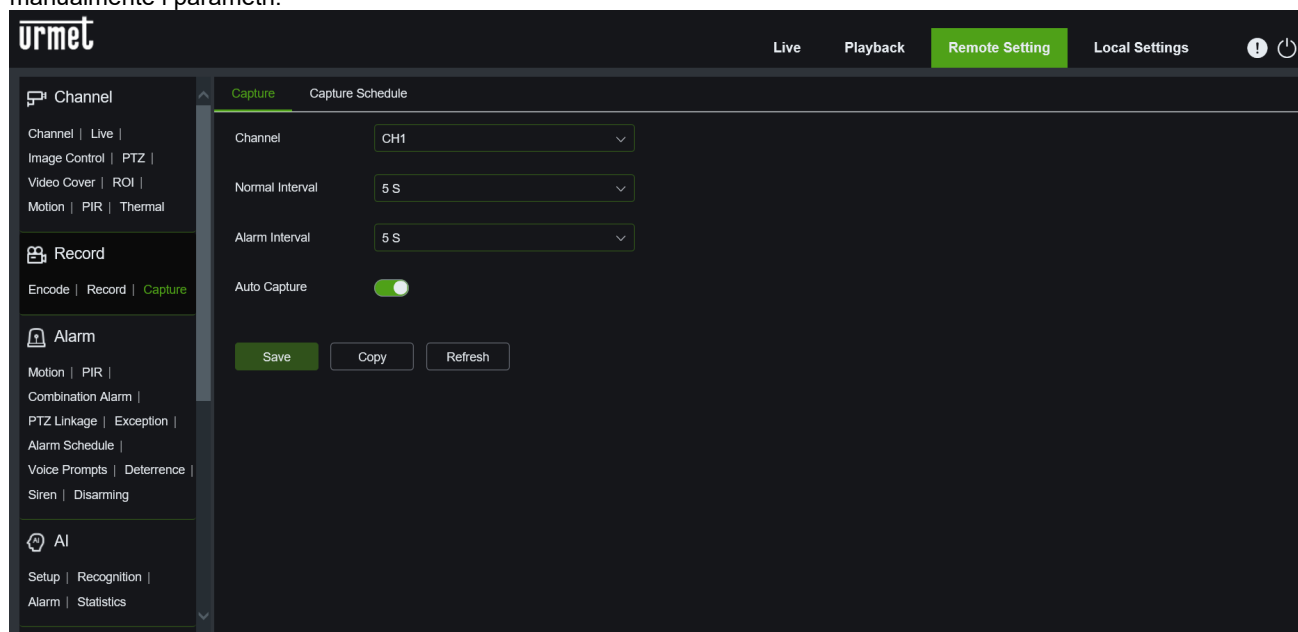 manualmente i parametri.
urmet
Live Playback Remote Setting Local Settings
Channel
Channel | Live |
Image Control | PTZ |
Video Cover | ROI |
Motion | PIR | Thermal
Record
Encode | Record | Capture
Alarm
Motion | PIR |
Combination Alarm |
PTZ Linkage | Exception |
Alarm Schedule |
Voice Prompts | Deterrence |
Siren | Disarming
AI
Setup | Recognition |
Alarm | Statistics
Capture Capture Schedule
Channel CH1
Normal Interval 5 S
Alarm Interval 5 S
Auto Capture
Save Copy Refresh